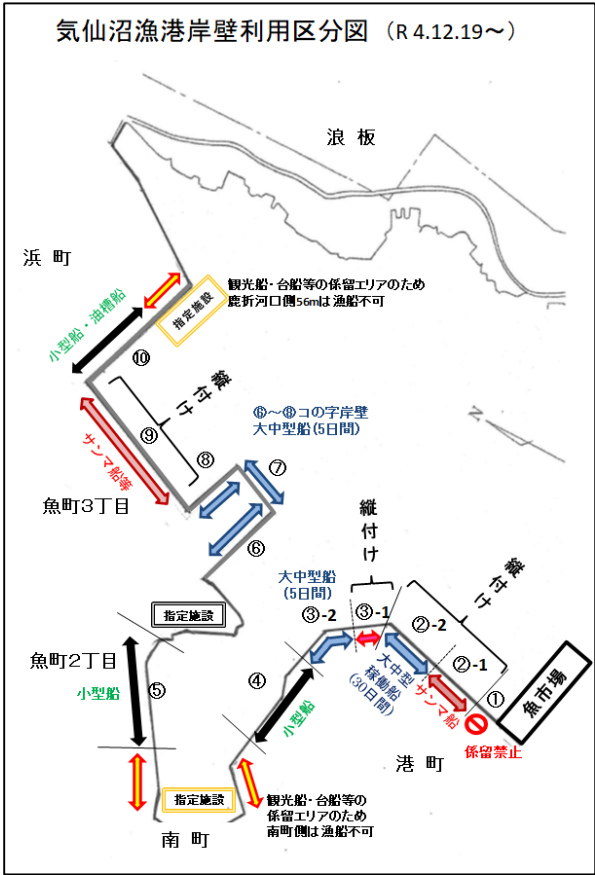 気仙沼漁港岸壁利用区分図 （R 4.12.19～）
浪 板
浜 町
観光船・台船等の係留エリアのため
鹿折河口側56mは漁船不可
指定施設
小型船・油槽船
⑩
縦付け
⑨
⑧
サンマ船等
⑥～⑧コの字岸壁
大中型船(5日間)
⑦
N
魚町3丁目
⑥
縦付け
縦付け
大中型船
(5日間)
③-2
③-1
②-2
②-1
①
指定施設
魚町2丁目
小型船
⑤
④
小型船
大中型
稼働船
(30日間)
サンマ船
魚市場
係留禁止
港 町
指定施設
観光船・台船等の
係留エリアのため
南町側は漁船不可
南 町